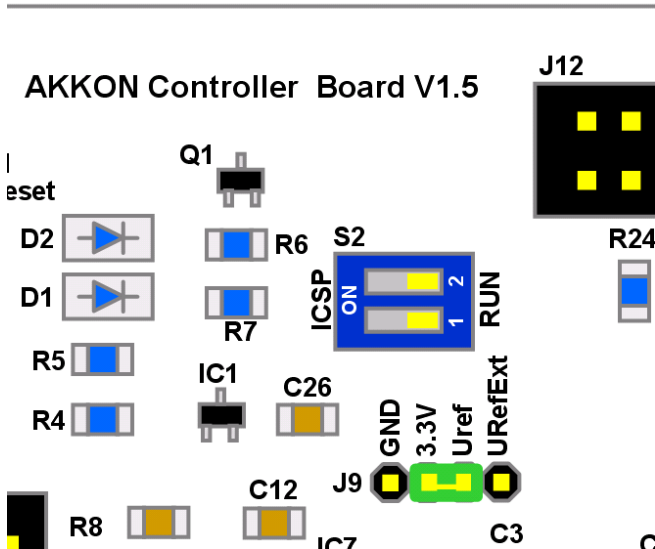 J12
AKKON Controller Board V1.5
Q1
eset
D2
R6
S2
R24
D1
ICSP
ON
2
1
RUN
R7
R5
IC1
C26
R4
GND
3.3V
Uref
URefExt
J9
C12
R8
C3
IC7